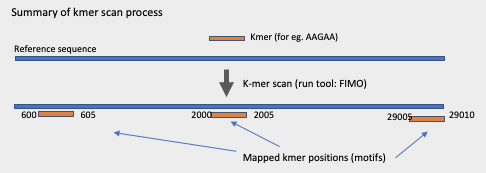 Summary of kmer scan process
Kmer (for eg. AAGAA)
Reference sequence
K-mer scan (run tool: FIMO)
600 605 2000 2005 29005 29010
Mapped kmer positions (motifs)